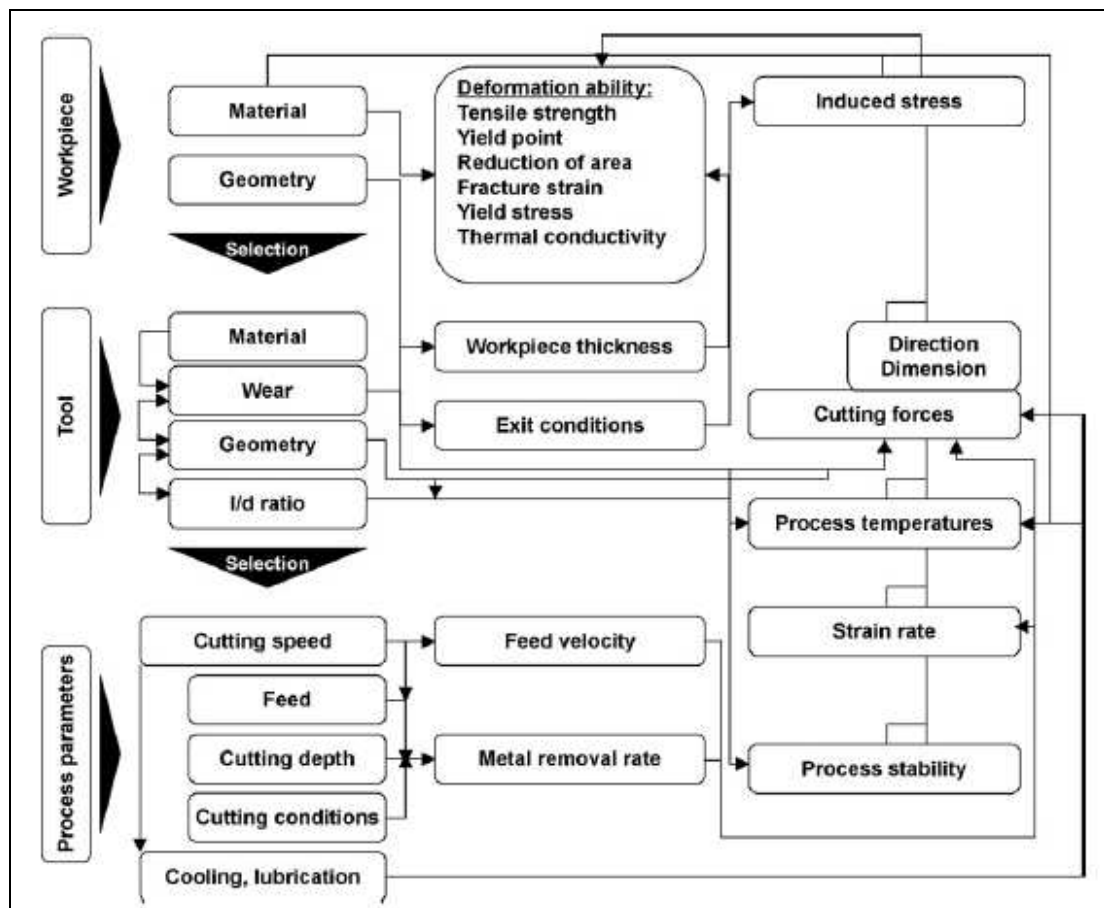 Workpiece
Material
Geometry
Selection
Deformation ability:
Tensile strength
Yield point
Reduction of area
Fracture strain
Yield stress
Thermal conductivity
Induced stress
Tool
Material
Wear
Geometry
l/d ratio
Selection
Workpiece thickness
Exit conditions
Direction
Dimension
Cutting forces
Process temperatures
Strain rate
Process stability
Process parameters
Cutting speed
Feed
Cutting depth
Cutting conditions
Cooling, lubrication
Feed velocity
Metal removal rate